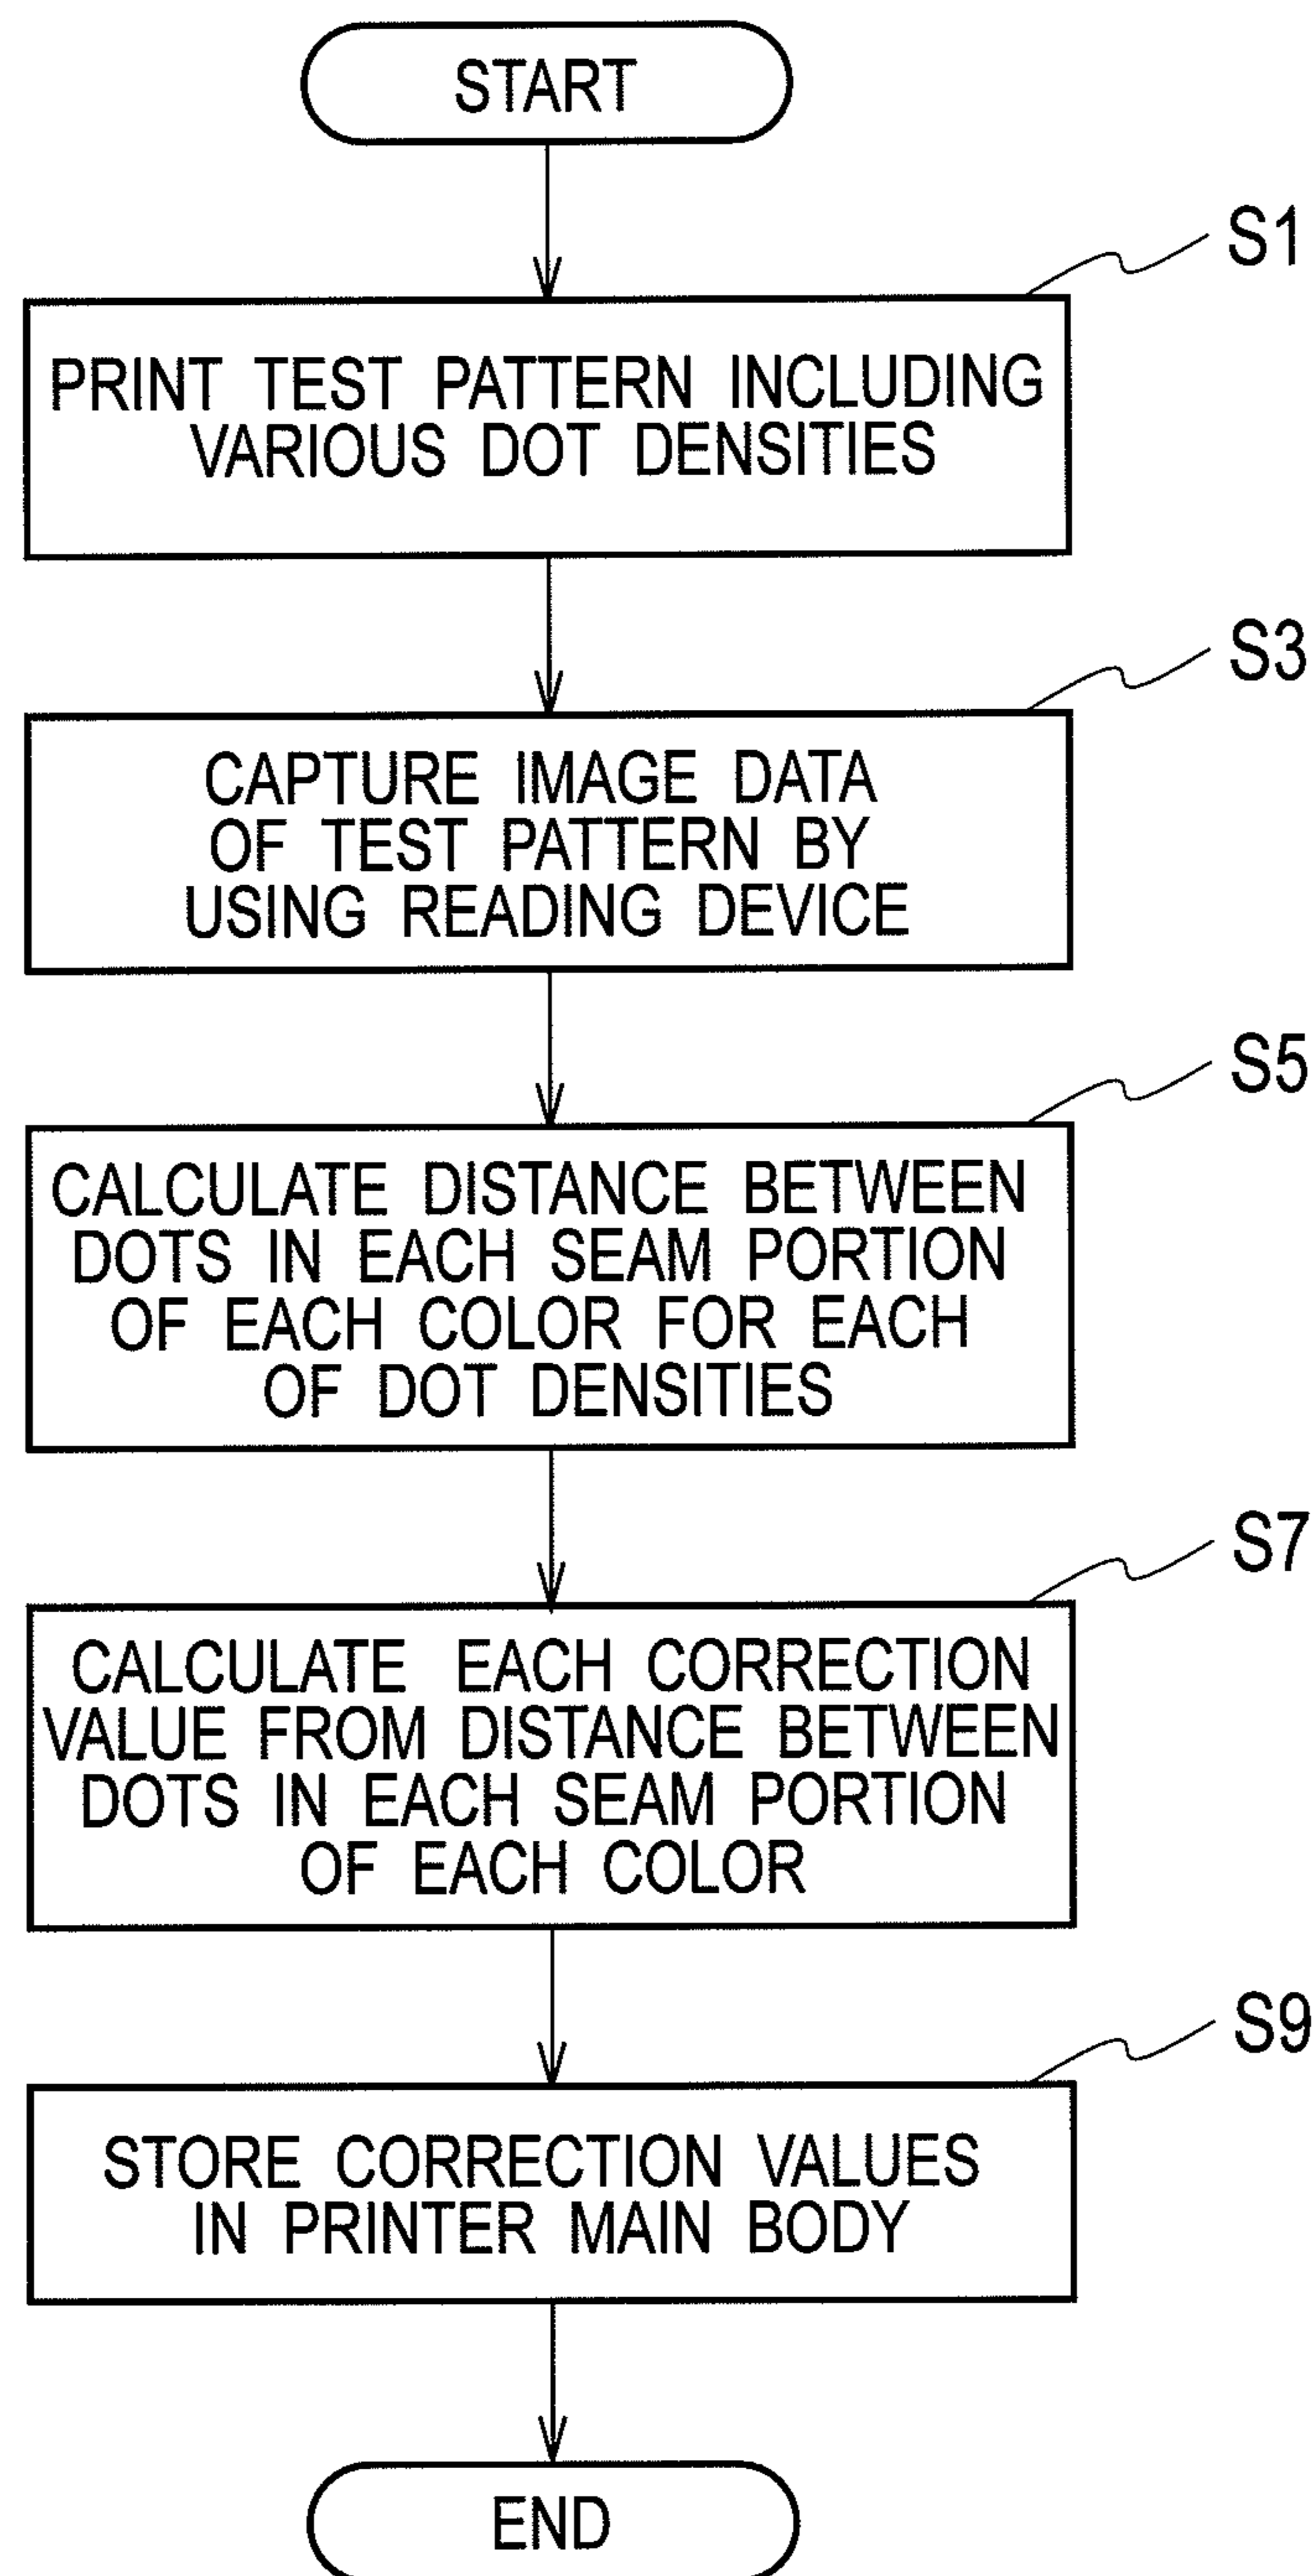 START
S1
PRINT TEST PATTERN INCLUDING
VARIOUS DOT DENSITIES
S3
CAPTURE IMAGE DATA
OF TEST PATTERN BY
USING READING DEVICE
S5
CALCULATE DISTANCE BETWEEN
DOTS IN EACH SEAM PORTION
OF EACH COLOR FOR EACH
OF DOT DENSITIES
S7
CALCULATE EACH CORRECTION
VALUE FROM DISTANCE BETWEEN
DOTS IN EACH SEAM PORTION
OF EACH COLOR
S9
STORE CORRECTION VALUES
IN PRINTER MAIN BODY
END